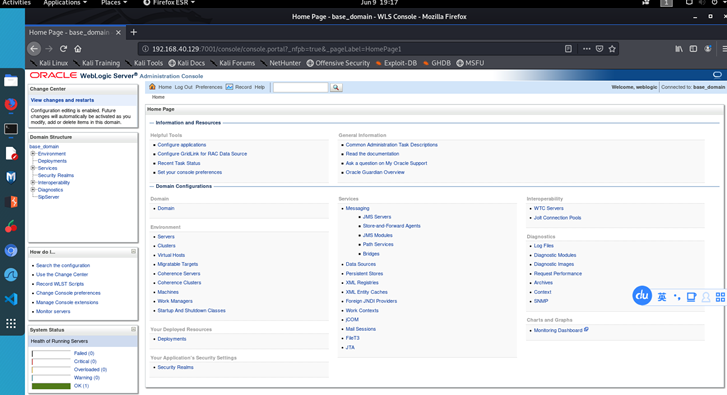 Activities Applications Places Firefox ESR Jun 9 19:17 1
Home Page - base_domain - WLS Console - Mozilla Firefox
Home Page - base_domain
192.168.40.129:7001/console/console.portal?_nfpb=true&_pageLabel=HomePage1
Kali Linux Kali Training Kali Tools Kali Docs Kali Forums NetHunter Offensive Security Exploit-DB GHDB MSFU
ORACLE WebLogic Server® Administration Console
Change Center
View changes and restarts
Configuration editing is enabled. Future
changes will automatically be activated as you
modify, add or delete items in this domain.
Domain Structure
base_domain
Environment
Deployments
Services
Security Realms
Interoperability
Diagnostics
SipServer
How do I...
Search the configuration
Use the Change Center
Record WLST Scripts
Change Console preferences
Manage Console extensions
Monitor servers
System Status
Health of Running Servers
Failed (0)
Critical (0)
Overloaded (0)
Warning (0)
OK (1)
Home Log Out Preferences Record Help
Welcome, weblogic Connected to: base_domain
Home
Home Page
Information and Resources
Helpful Tools
Configure applications
Configure GridLink for RAC Data Source
Recent Task Status
Set your console preferences
General Information
Common Administration Task Descriptions
Read the documentation
Ask a question on My Oracle Support
Oracle Guardian Overview
Domain Configurations
Domain
Domain
Environment
Servers
Clusters
Virtual Hosts
Migratable Targets
Coherence Servers
Coherence Clusters
Machines
Work Managers
Startup And Shutdown Classes
Your Deployed Resources
Deployments
Your Application's Security Settings
Security Realms
Services
Messaging
JMS Servers
Store-and-Forward Agents
JMS Modules
Path Services
Bridges
Data Sources
Persistent Stores
XML Registries
XML Entity Caches
Foreign JNDI Providers
Work Contexts
jCOM
Mail Sessions
FileT3
JTA
Interoperability
WTC Servers
Jolt Connection Pools
Diagnostics
Log Files
Diagnostic Modules
Diagnostic Images
Request Performance
Archives
Context
SNMP
Charts and Graphs
Monitoring Dashboard
du 英